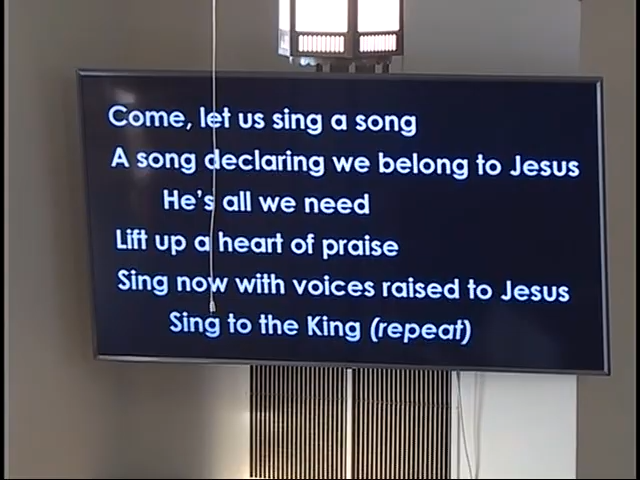 Come, let us sing a song
A song declaring we belong to Jesus
He's all we need
Lift up a heart of praise
Sing now with voices raised to Jesus
Sing to the King (repeat)